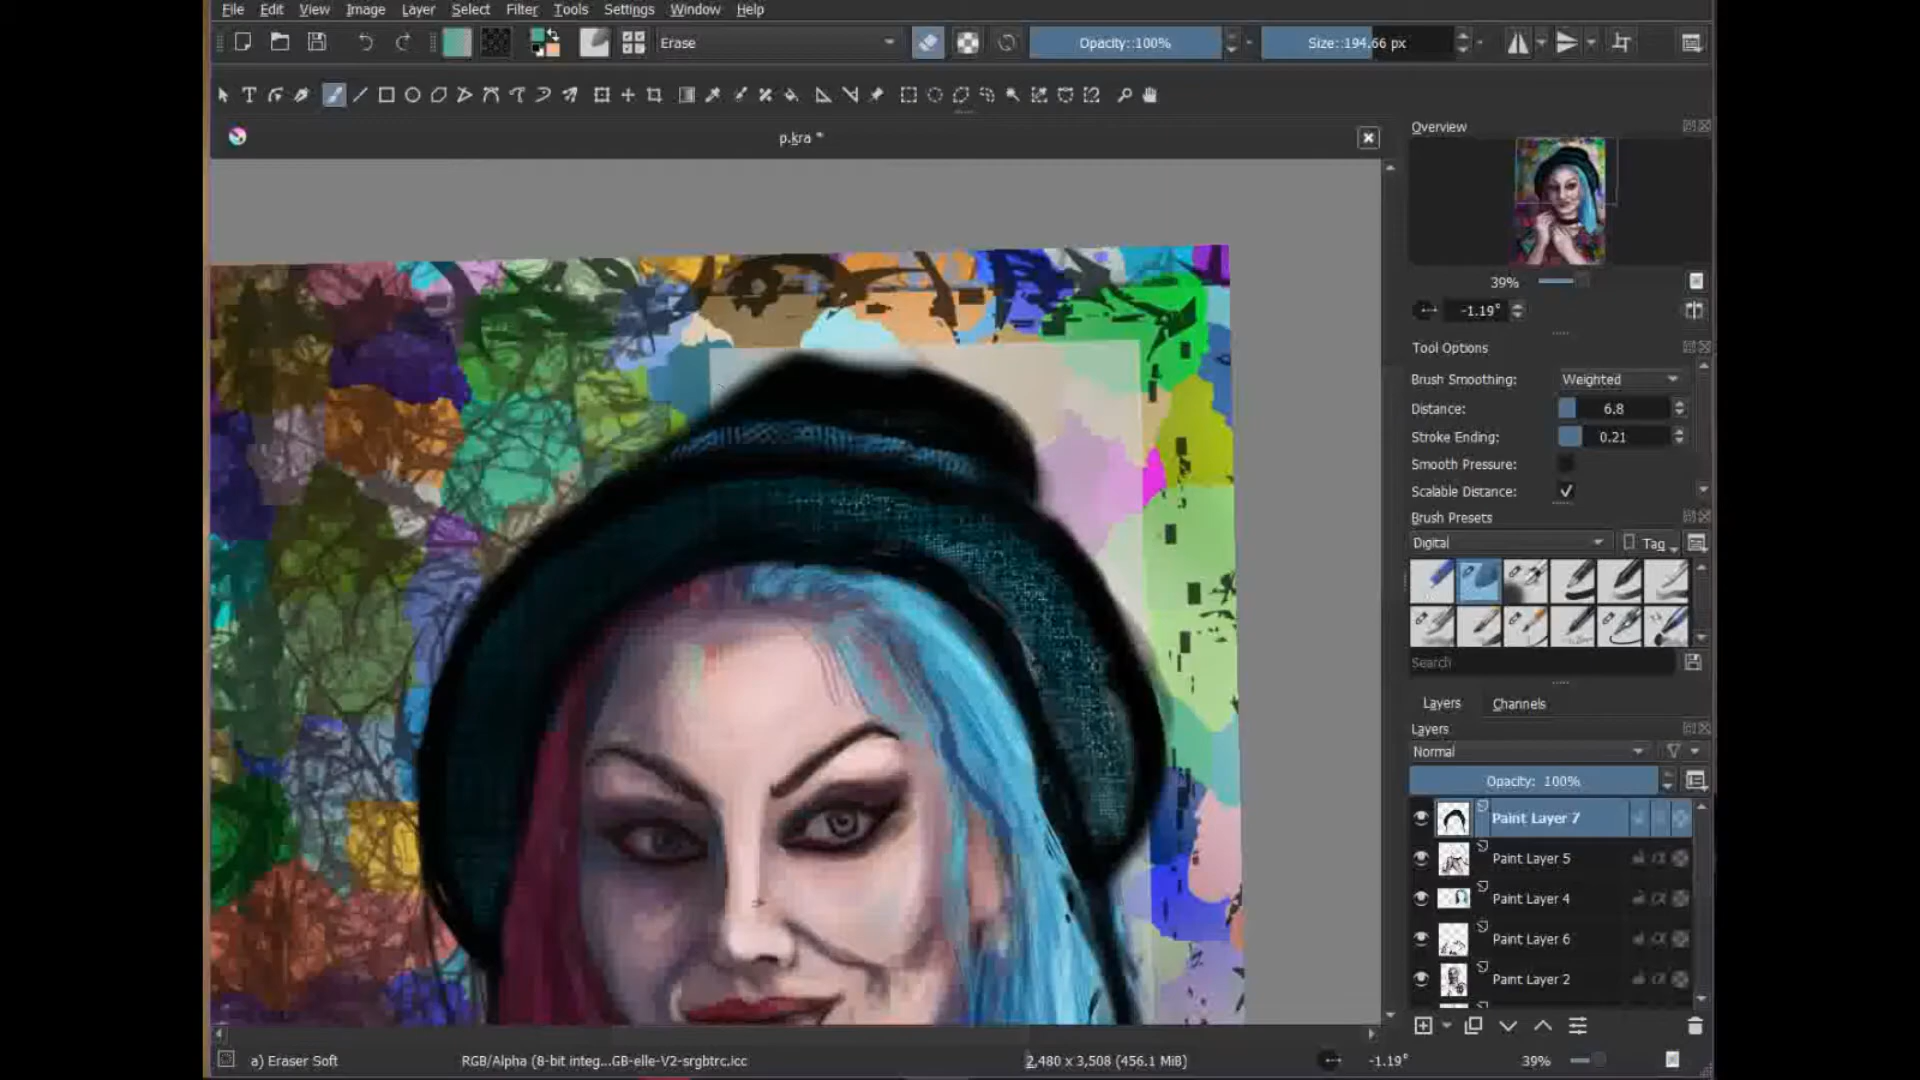 File Edit View Image Layer Select Filter Tools Settings Window Help
Erase Opacity: 100% Size: 194.66 px
p.kra *
Overview
39%
-1.19°
Tool Options
Brush Smoothing: Weighted
Distance: 6.8
Stroke Ending: 0.21
Smooth Pressure:
Scalable Distance:
Brush Presets
Digital Tag
Search
Layers Channels
Layers
Normal
Opacity: 100%
Paint Layer 7
Paint Layer 5
Paint Layer 4
Paint Layer 6
Paint Layer 2
a) Eraser Soft RGB/Alpha (8-bit integ...GB-elle-V2-srgbtrc.icc 2,480 x 3,508 (456.1 MiB) -1.19° 39%